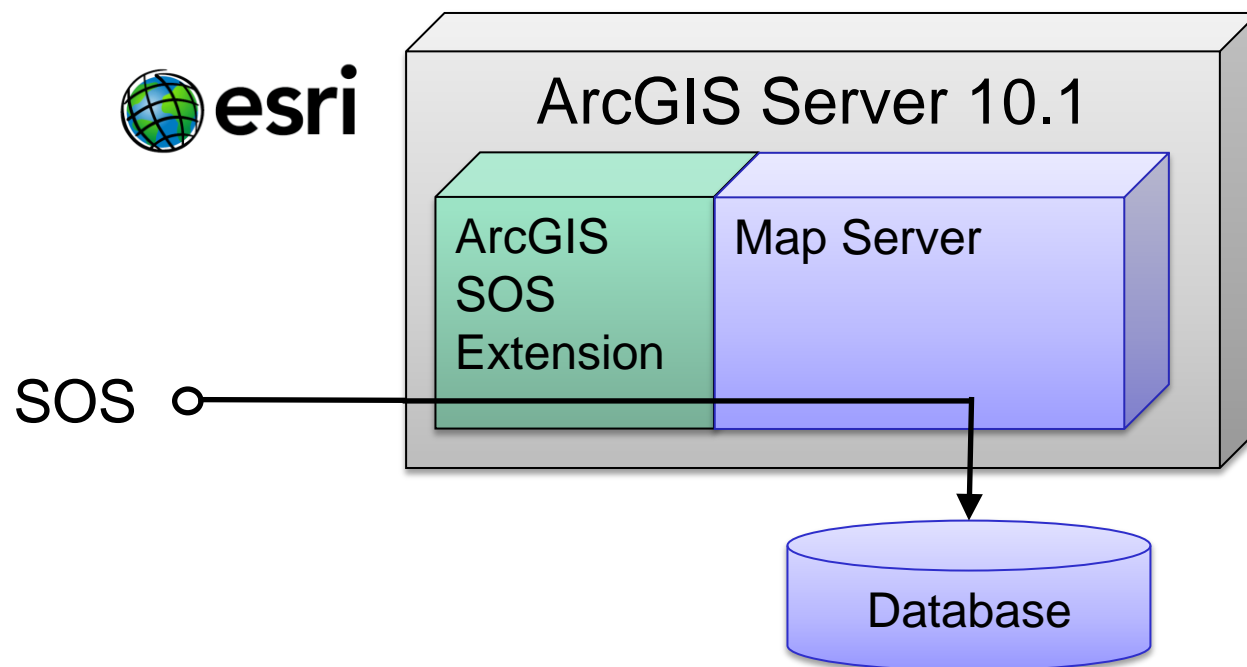 esri
ArcGIS Server 10.1
ArcGIS
SOS
Extension
Map Server
SOS
Database